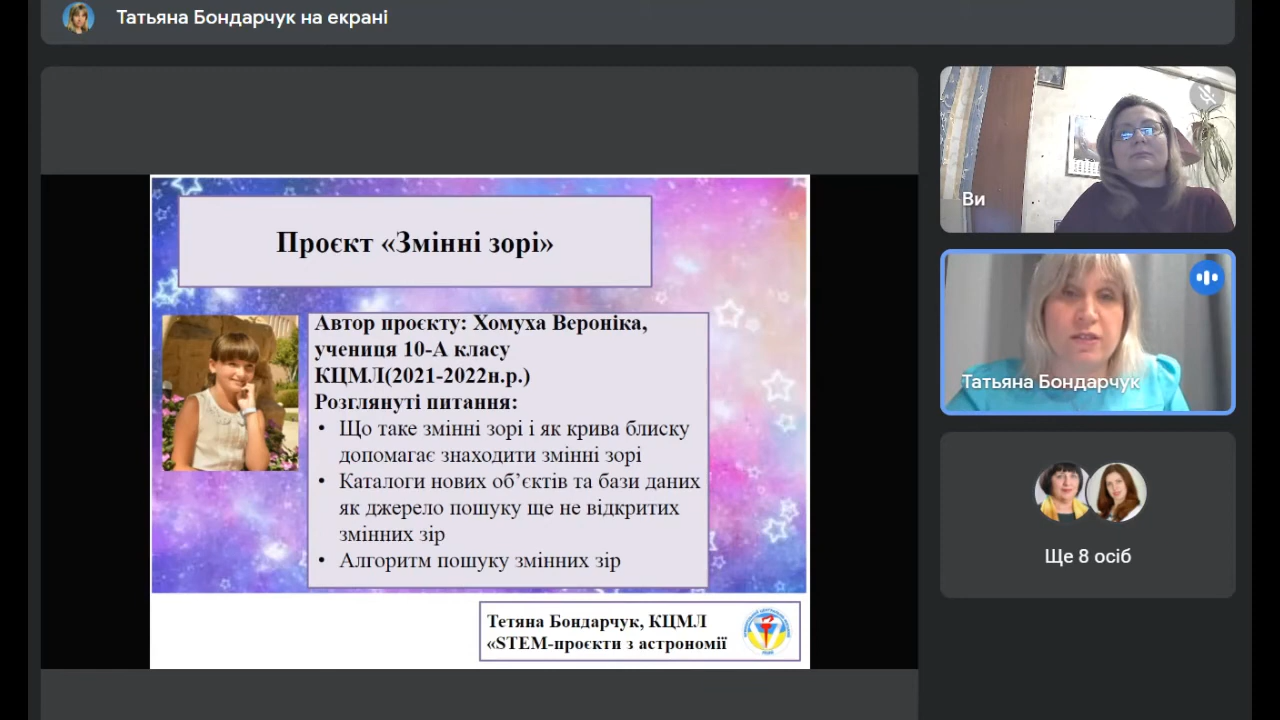 Татьяна Бондарчук на екрані
Проєкт «Змінні зорі»
Автор проєкту: Хомуха Вероніка,
учениця 10-А класу
КЦМЛ(2021-2022н.р.)
Розглянуті питання:
• Що таке змінні зорі і як крива блиску
допомагає знаходити змінні зорі
• Каталоги нових об’єктів та бази даних
як джерело пошуку ще не відкритих
змінних зір
• Алгоритм пошуку змінних зір
Тетяна Бондарчук, КЦМЛ
«STEM-проєкти з астрономії
Ви
Татьяна Бондарчук
Ще 8 осіб